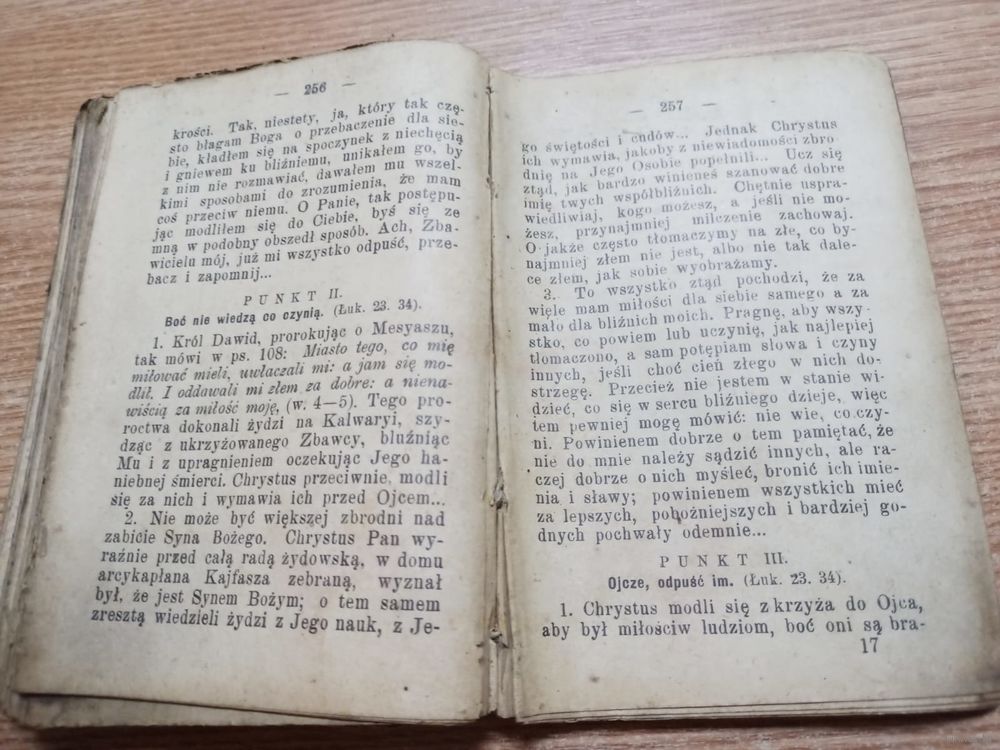 — 256 —
krości. Tak, niestety, ja, który tak czę-
sto błagam Boga o przebaczenie dla sie-
bie, kładłem się na spoczynek z niechęcią
i gniewem ku bliźniemu, unikałem go, by
z nim nie rozmawiać, dawałem mu wszel-
kimi sposobami do zrozumienia, że mam
coś przeciw niemu. O Panie, tak postępu-
jąc modliłem się do Ciebie, byś się ze
mną w podobny obszedł sposób. Ach, Zba-
wicielu mój, już mi wszystko odpuść, prze-
bacz i zapomnij...
PUNKT II.
Boć nie wiedzą co czynią. (Łuk. 23. 34).
1. Król Dawid, prorokując o Mesyaszu,
tak mówi w ps. 108: Miasto tego, co mię
miłować mieli, uwłaczali mi: a jam się mo-
dlił. I oddawali mi złem za dobre: a niena-
wiścią za miłość moję, (w. 4—5). Tego pro-
roctwa dokonali żydzi na Kalwaryi, szy-
dząc z ukrzyżowanego Zbawcy, bluźniąc
Mu i z upragnieniem oczekując Jego ha-
niebnej śmierci. Chrystus przeciwnie, modli
się za nich i wymawia ich przed Ojcem...
2. Nie może być większej zbrodni nad
zabicie Syna Bożego. Chrystus Pan wy-
raźnie przed całą radą żydowską, w domu
arcykapłana Kajfasza zebraną, wyznał
był, że jest Synem Bożym; o tem samem
zresztą wiedzieli żydzi z Jego nauk, z Je-
— 257 —
go świętości i cudów... Jednak Chrystus
ich wymawia, jakoby z niewiadomości zbro-
dnię na Jego Osobie popełnili... Ucz się
ztąd, jak bardzo winieneś szanować dobre
imię twych współbliźnich. Chętnie uspra-
wiedliwiaj, kogo możesz, a jeśli nie mo-
żesz, przynajmniej milczenie zachowaj.
O jakże często tłomaczymy na złe, co by-
najmniej złem nie jest, albo nie tak dale-
ce złem, jak sobie wyobrażamy.
3. To wszystko ztąd pochodzi, że za
więle mam miłości dla siebie samego a za
mało dla bliźnich moich. Pragnę, aby wszy-
stko, co powiem lub uczynię, jak najlepiej
tłomaczono, a sam potępiam słowa i czyny
innych, jeśli choć cień złego w nich do-
strzegę. Przecież nie jestem w stanie wi-
dzieć, co się w sercu bliźniego dzieje, więc
tem pewniej mogę mówić: nie wie, co czy-
ni. Powinienem dobrze o tem pamiętać, że
nie do mnie należy sądzić innych, ale ra-
czej dobrze o nich myśleć, bronić ich imie-
nia i sławy; powinienem wszystkich mieć
za lepszych, pobożniejszych i bardziej go-
dnych pochwały odemnie...
PUNKT III.
Ojcze, odpuść im. (Łuk. 23. 34).
1. Chrystus modli się z krzyża do Ojca,
aby był miłościw ludziom, boć oni są bra-
17